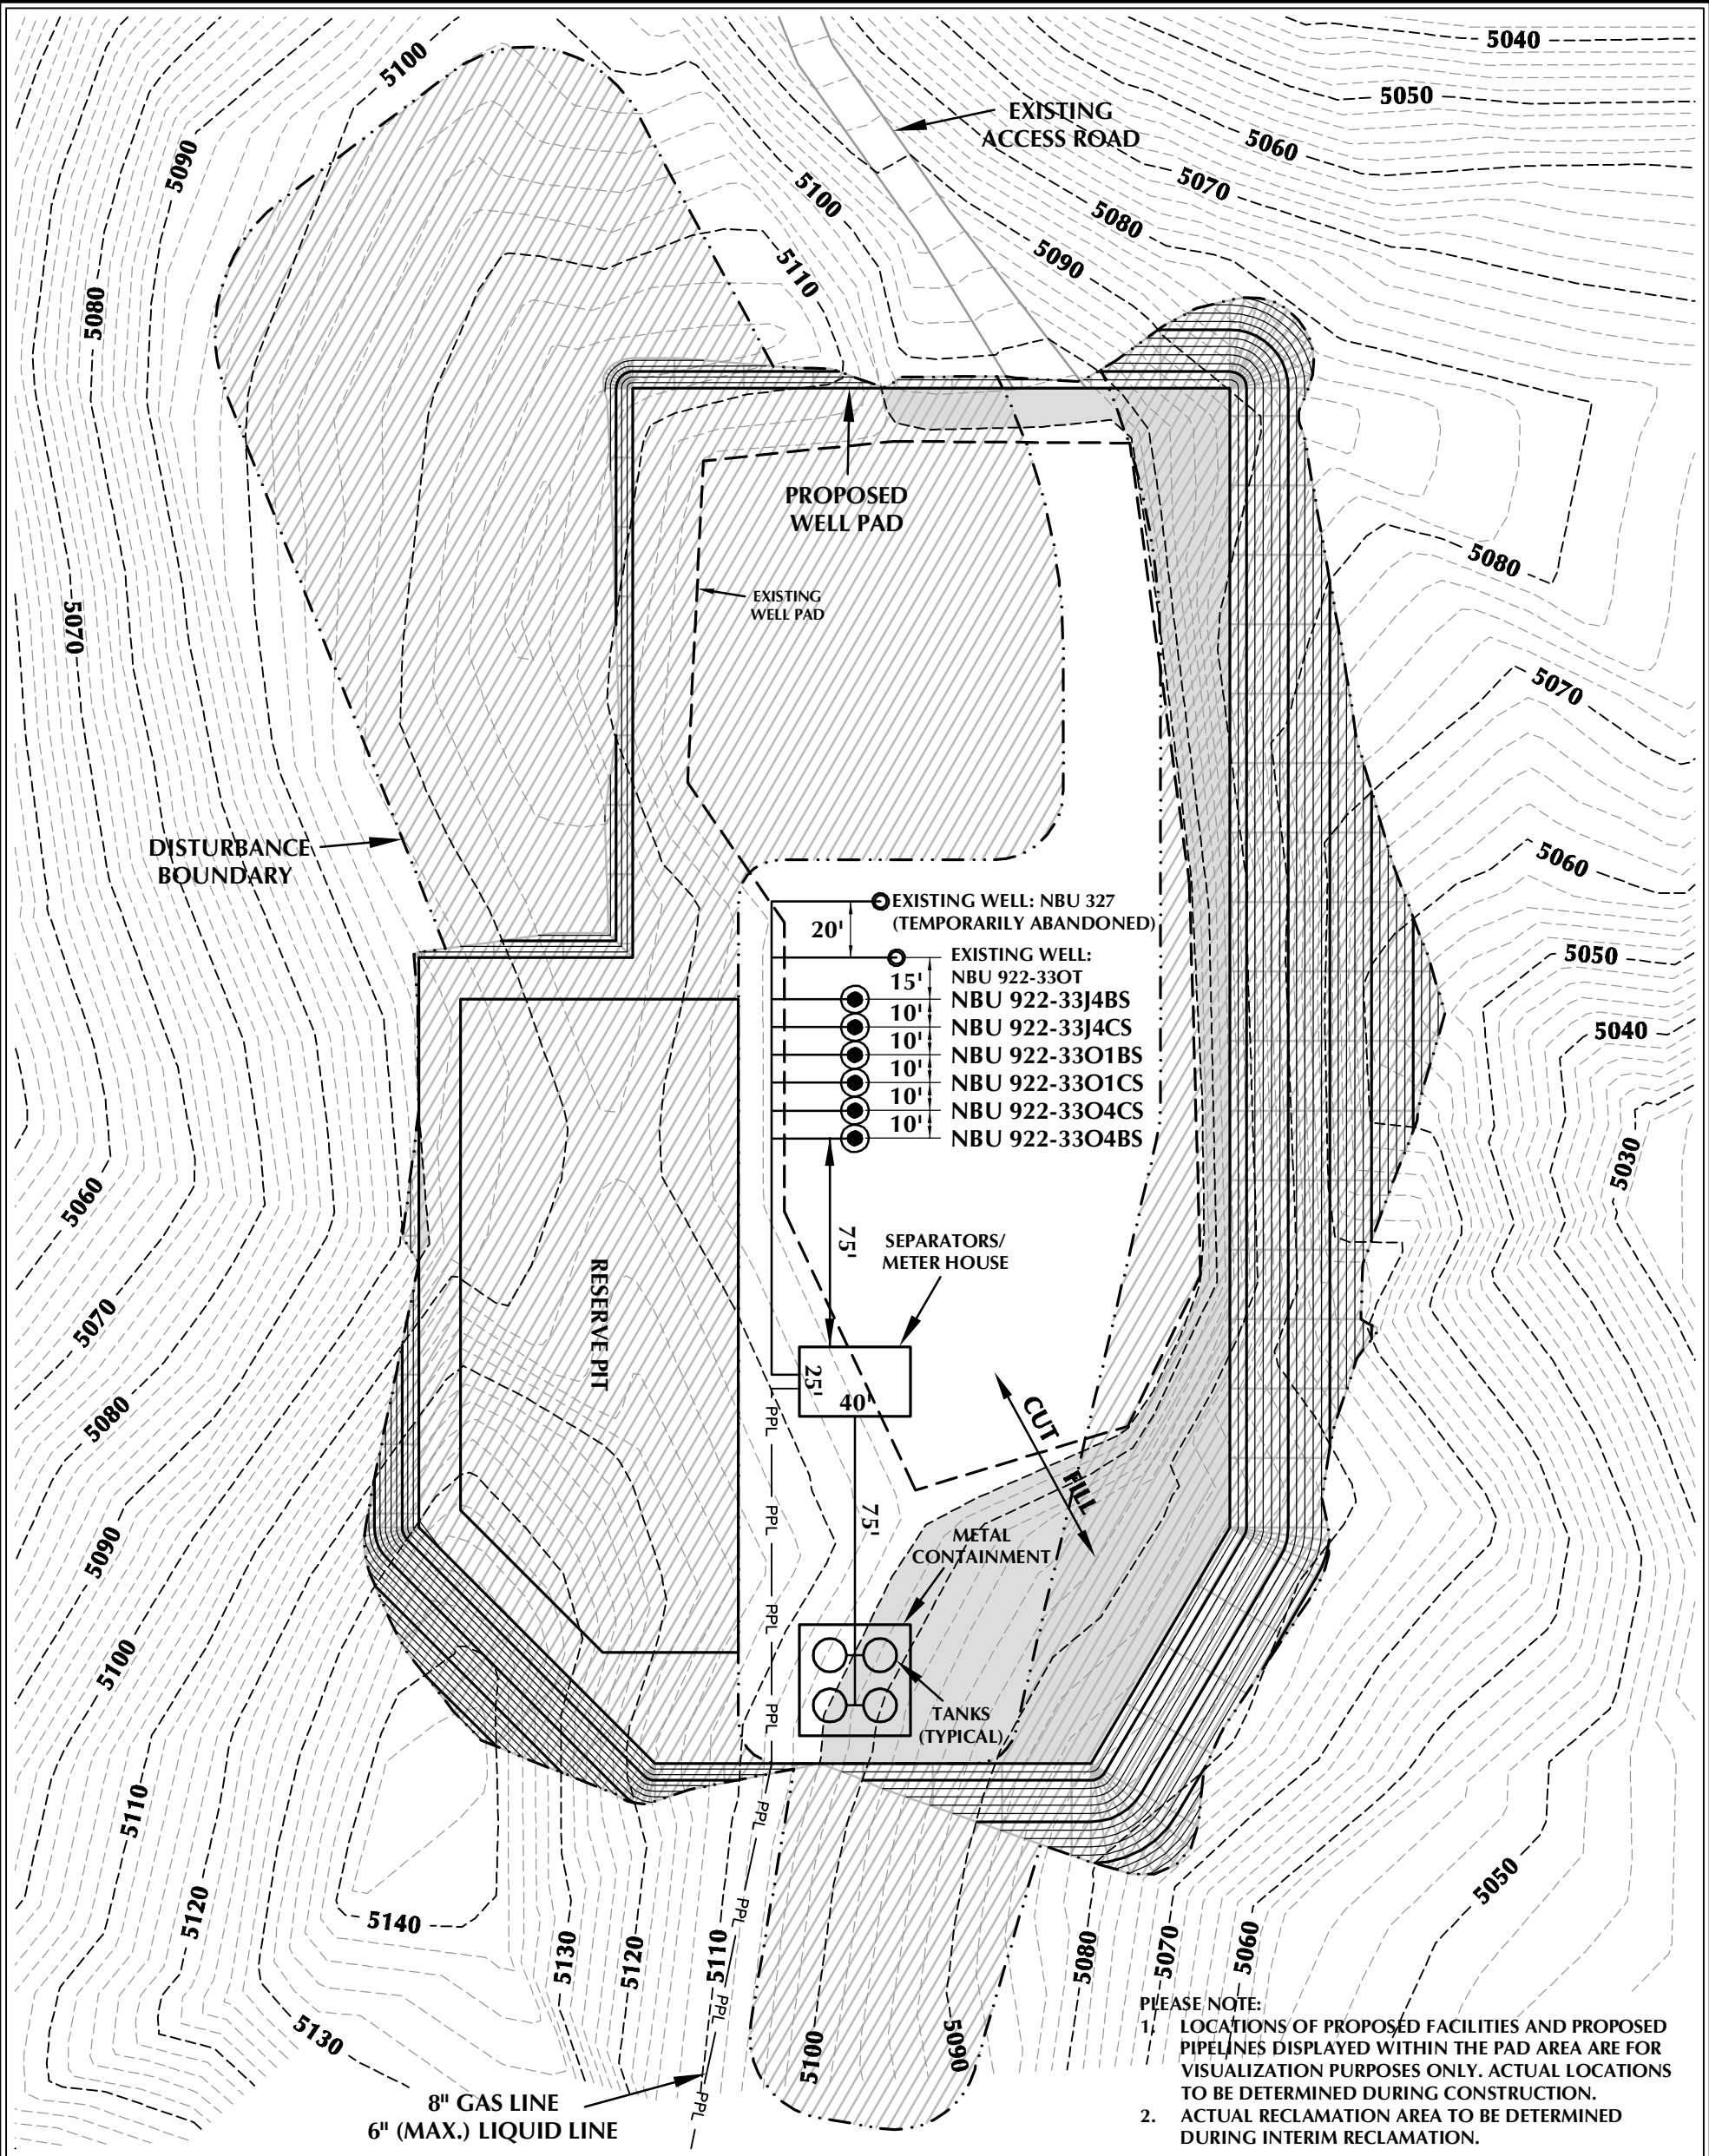 5100
5040
5050
EXISTING
ACCESS ROAD
5060
5090
5070
5100
5080
5110
5090
5080
PROPOSED
WELL PAD
5080
EXISTING
WELL PAD
5070
5070
DISTURBANCE
BOUNDARY
5060
EXISTING WELL: NBU 327
(TEMPORARILY ABANDONED)
20'
EXISTING WELL:
NBU 922-33OT
5050
15'
NBU 922-33J4BS
10'
NBU 922-33J4CS
5040
10'
NBU 922-33O1BS
10'
NBU 922-33O1CS
10'
NBU 922-33O4CS
10'
NBU 922-33O4BS
5030
5060
75'
SEPARATORS/
METER HOUSE
RESERVE PIT
5070
25'
40'
5080
CUT
FILL
PPL
PPL
75'
5090
METAL
CONTAINMENT
PPL
5100
PPL
TANKS
(TYPICAL)
5110
PPL
5050
5120
5140
PPL
5130
5120
5110
5080
5070
5060
PPL
5130
5100
5090
8" GAS LINE
6" (MAX.) LIQUID LINE
PPL
PLEASE NOTE:
1. LOCATIONS OF PROPOSED FACILITIES AND PROPOSED
PIPELINES DISPLAYED WITHIN THE PAD AREA ARE FOR
VISUALIZATION PURPOSES ONLY. ACTUAL LOCATIONS
TO BE DETERMINED DURING CONSTRUCTION.
2. ACTUAL RECLAMATION AREA TO BE DETERMINED
DURING INTERIM RECLAMATION.